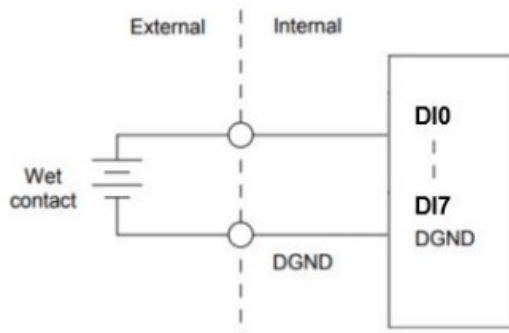 External
Internal
DI0
Wet
contact
DI7
DGND
DGND